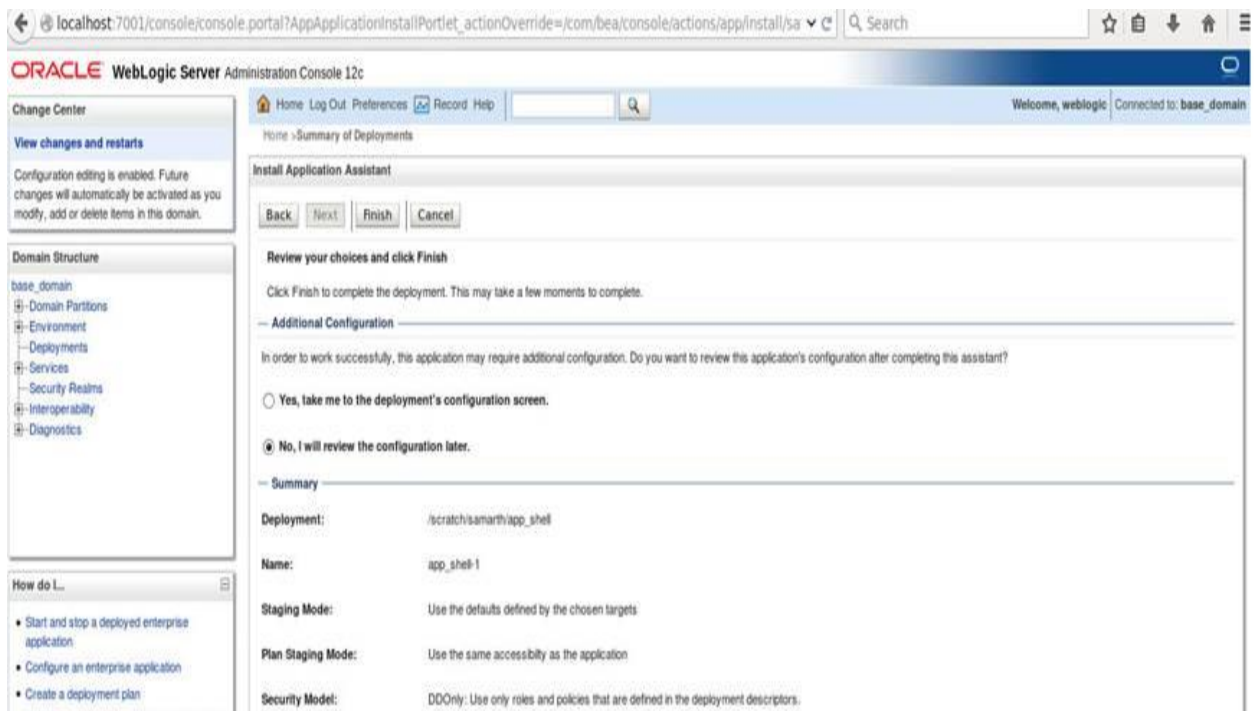 localhost:7001/console/console.portal?AppApplicationInstallPortlet_actionOverride=/com/bea/console/actions/app/install/sa
Search
ORACLE WebLogic Server Administration Console 12c
Change Center
View changes and restarts
Configuration editing is enabled. Future
changes will automatically be activated as you
modify, add or delete items in this domain.
Domain Structure
base_domain
Domain Partitions
Environment
Deployments
Services
Security Realms
Interoperability
Diagnostics
How do I...
Start and stop a deployed enterprise
application
Configure an enterprise application
Create a deployment plan
Home Log Out Preferences Record Help
Welcome, weblogic Connected to: base_domain
Home >Summary of Deployments
Install Application Assistant
Back Next Finish Cancel
Review your choices and click Finish
Click Finish to complete the deployment. This may take a few moments to complete.
Additional Configuration
In order to work successfully, this application may require additional configuration. Do you want to review this application's configuration after completing this assistant?
Yes, take me to the deployment's configuration screen.
No, I will review the configuration later.
Summary
Deployment: /scratch/samarth/app_shell
Name: app_shell-1
Staging Mode: Use the defaults defined by the chosen targets
Plan Staging Mode: Use the same accessibilty as the application
Security Model: DDOnly: Use only roles and policies that are defined in the deployment descriptors.